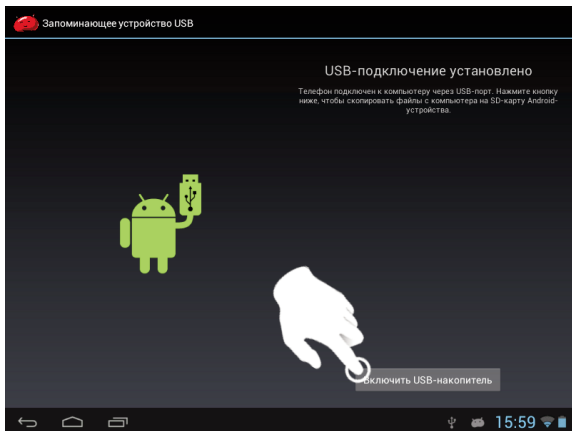 Запоминающее устройство USB
USB-подключение установлено
Телефон подключен к компьютеру через USB-порт. Нажмите кнопку
ниже, чтобы скопировать файлы с компьютера на SD-карту Android-
устройства.
Включить USB-накопитель
15:59